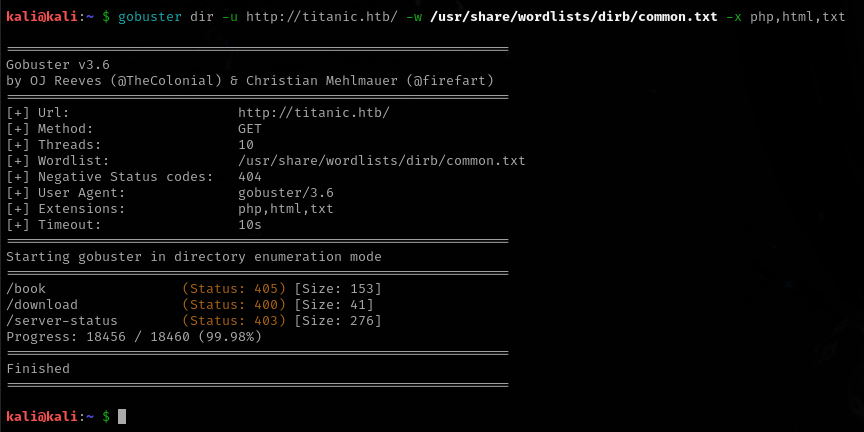 kali@kali:~ $ gobuster dir -u http://titanic.htb/ -w /usr/share/wordlists/dirb/common.txt -x php,html,txt
===============================================================
Gobuster v3.6
by OJ Reeves (@TheColonial) & Christian Mehlmauer (@firefart)
===============================================================
[+] Url:                     http://titanic.htb/
[+] Method:                  GET
[+] Threads:                 10
[+] Wordlist:                /usr/share/wordlists/dirb/common.txt
[+] Negative Status codes:   404
[+] User Agent:              gobuster/3.6
[+] Extensions:              php,html,txt
[+] Timeout:                 10s
===============================================================
Starting gobuster in directory enumeration mode
===============================================================
/book                 (Status: 405) [Size: 153]
/download             (Status: 400) [Size: 41]
/server-status        (Status: 403) [Size: 276]
Progress: 18456 / 18460 (99.98%)
===============================================================
Finished
===============================================================
kali@kali:~ $